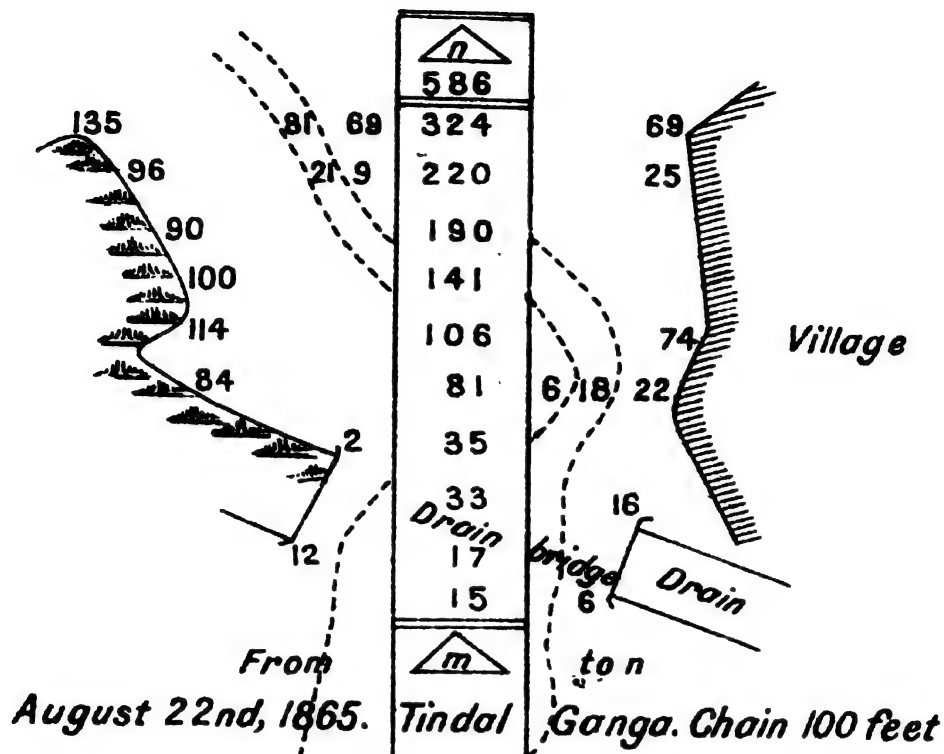 n
586
135 81 69 324 69
96 21 9 220 25
90 190
100 141
114 106 74 Village
84 81 6 18 22
2 35
33 16
Drain
12 17 bridge Drain
15 6
From m to n
August 22nd, 1865. Tindal Ganga. Chain 100 feet